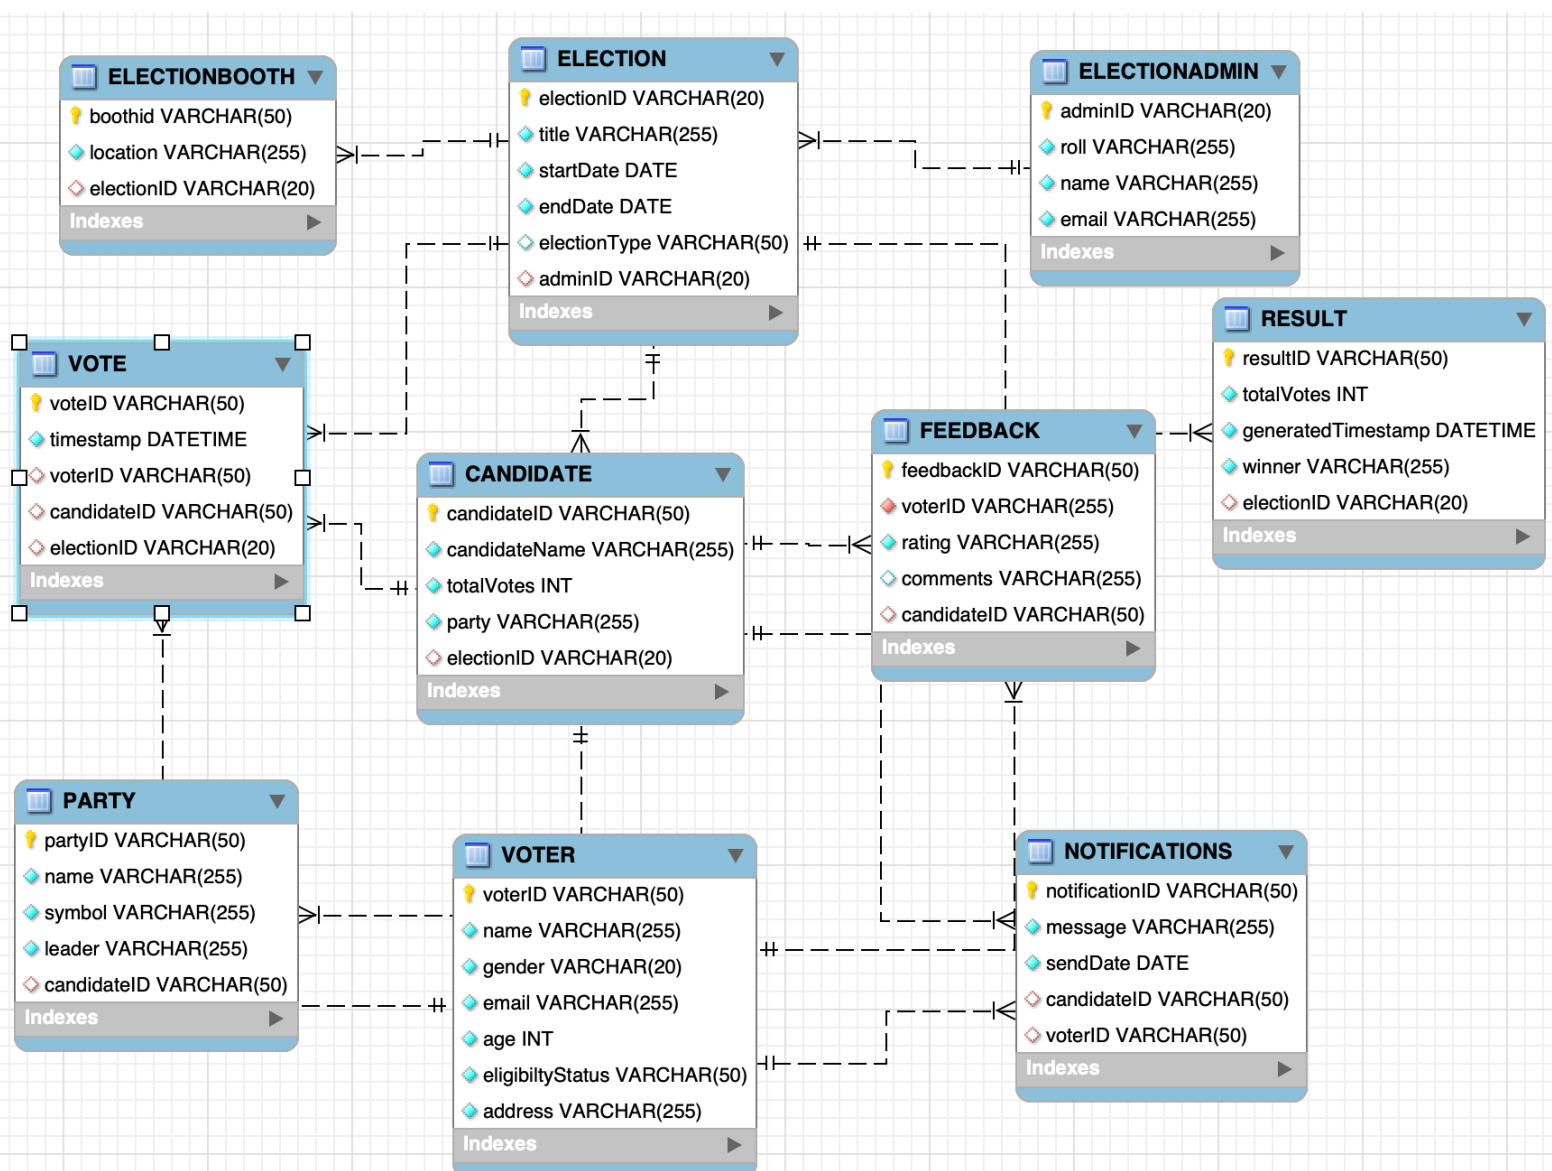 ELECTIONBOOTH
boothid VARCHAR(50)
location VARCHAR(255)
electionID VARCHAR(20)
Indexes
ELECTION
electionID VARCHAR(20)
title VARCHAR(255)
startDate DATE
endDate DATE
electionType VARCHAR(50)
adminID VARCHAR(20)
Indexes
ELECTIONADMIN
adminID VARCHAR(20)
roll VARCHAR(255)
name VARCHAR(255)
email VARCHAR(255)
Indexes
RESULT
resultID VARCHAR(50)
totalVotes INT
generatedTimestamp DATETIME
winner VARCHAR(255)
electionID VARCHAR(20)
Indexes
VOTE
voteID VARCHAR(50)
timestamp DATETIME
voterID VARCHAR(50)
candidateID VARCHAR(50)
electionID VARCHAR(20)
Indexes
CANDIDATE
candidateID VARCHAR(50)
candidateName VARCHAR(255)
totalVotes INT
party VARCHAR(255)
electionID VARCHAR(20)
Indexes
FEEDBACK
feedbackID VARCHAR(50)
voterID VARCHAR(255)
rating VARCHAR(255)
comments VARCHAR(255)
candidateID VARCHAR(50)
Indexes
PARTY
partyID VARCHAR(50)
name VARCHAR(255)
symbol VARCHAR(255)
leader VARCHAR(255)
candidateID VARCHAR(50)
Indexes
VOTER
voterID VARCHAR(50)
name VARCHAR(255)
gender VARCHAR(20)
email VARCHAR(255)
age INT
eligibiltyStatus VARCHAR(50)
address VARCHAR(255)
Indexes
NOTIFICATIONS
notificationID VARCHAR(50)
message VARCHAR(255)
sendDate DATE
candidateID VARCHAR(50)
voterID VARCHAR(50)
Indexes